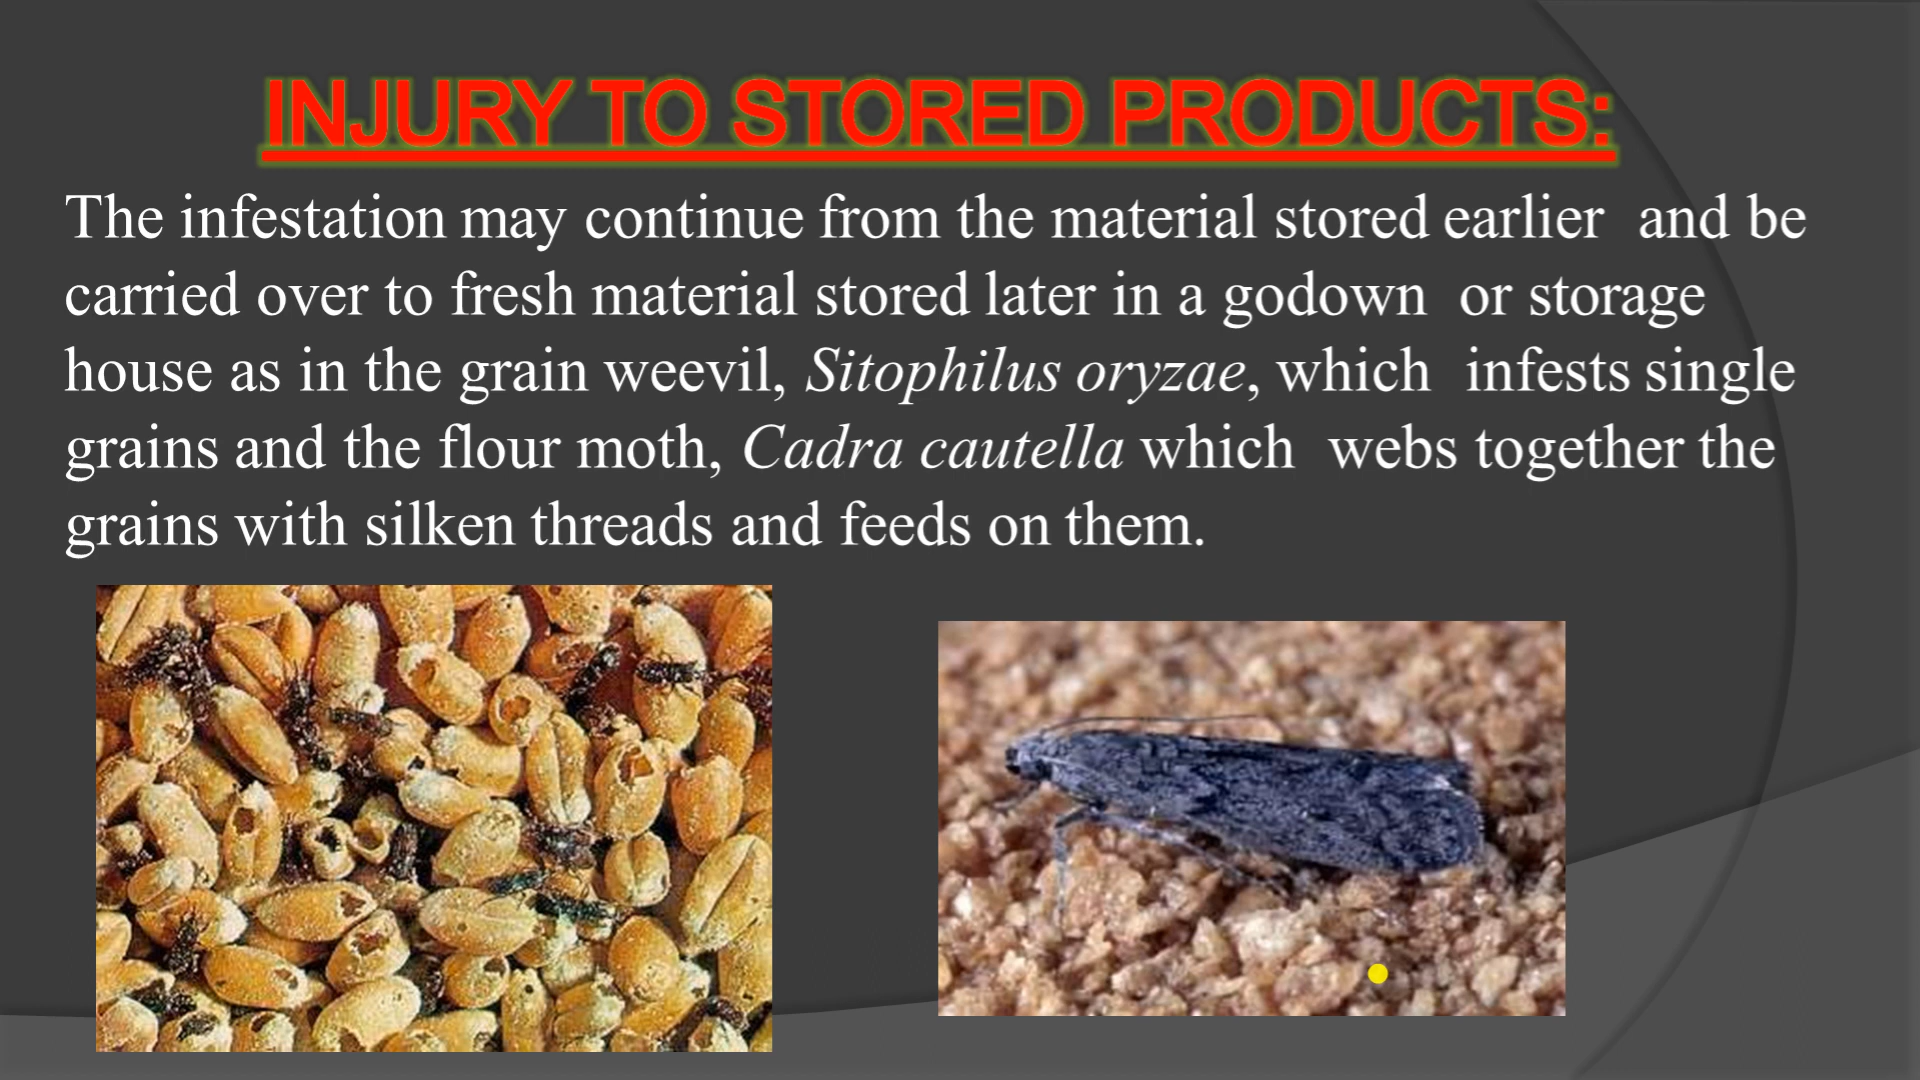 INJURY TO STORED PRODUCTS:
The infestation may continue from the material stored earlier and be
carried over to fresh material stored later in a godown or storage
house as in the grain weevil, Sitophilus oryzae, which infests single
grains and the flour moth, Cadra cautella which webs together the
grains with silken threads and feeds on them.